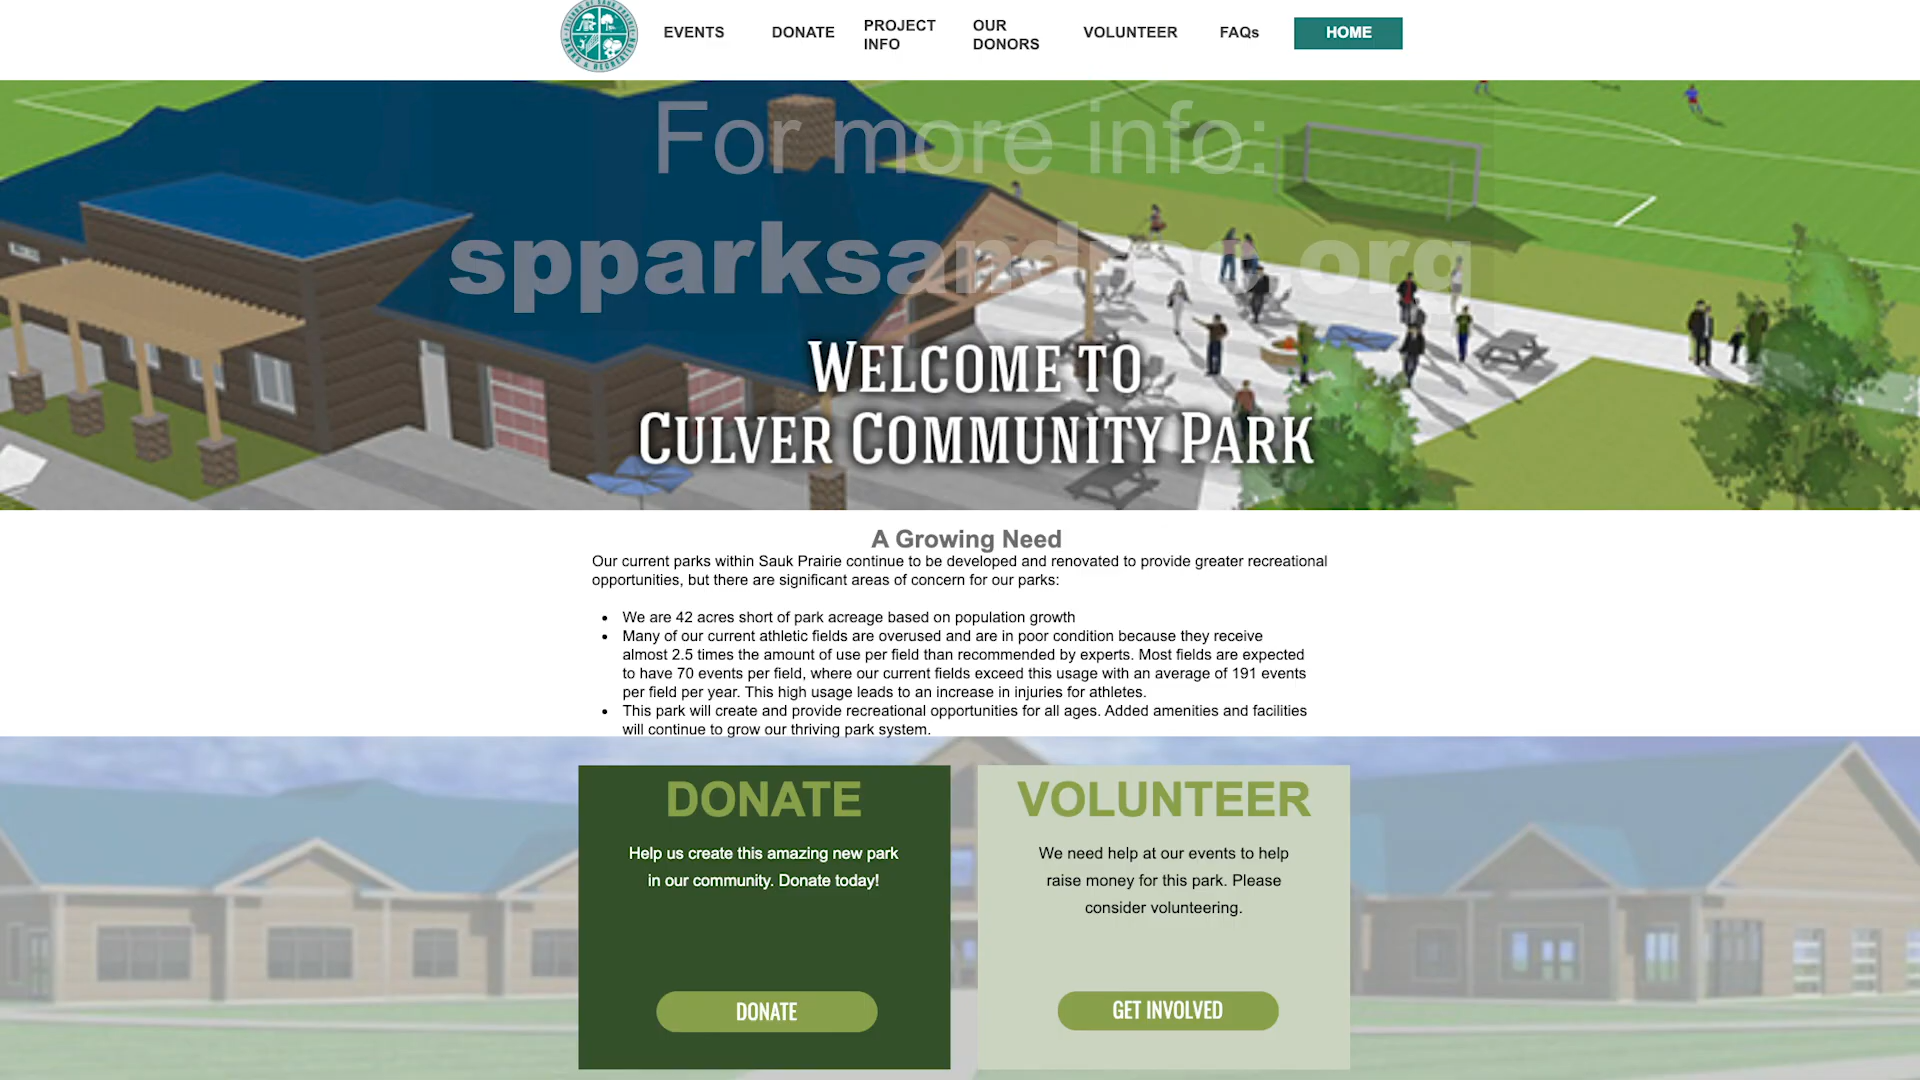 EVENTS
DONATE
PROJECT
INFO
OUR
DONORS
VOLUNTEER
FAQs
HOME
For more info:
spparksandrec.org
WELCOME TO
CULVER COMMUNITY PARK
A Growing Need
Our current parks within Sauk Prairie continue to be developed and renovated to provide greater recreational
opportunities, but there are significant areas of concern for our parks:
• We are 42 acres short of park acreage based on population growth
• Many of our current athletic fields are overused and are in poor condition because they receive
almost 2.5 times the amount of use per field than recommended by experts. Most fields are expected
to have 70 events per field, where our current fields exceed this usage with an average of 191 events
per field per year. This high usage leads to an increase in injuries for athletes.
• This park will create and provide recreational opportunities for all ages. Added amenities and facilities
will continue to grow our thriving park system.
DONATE
Help us create this amazing new park
in our community. Donate today!
DONATE
VOLUNTEER
We need help at our events to help
raise money for this park. Please
consider volunteering.
GET INVOLVED